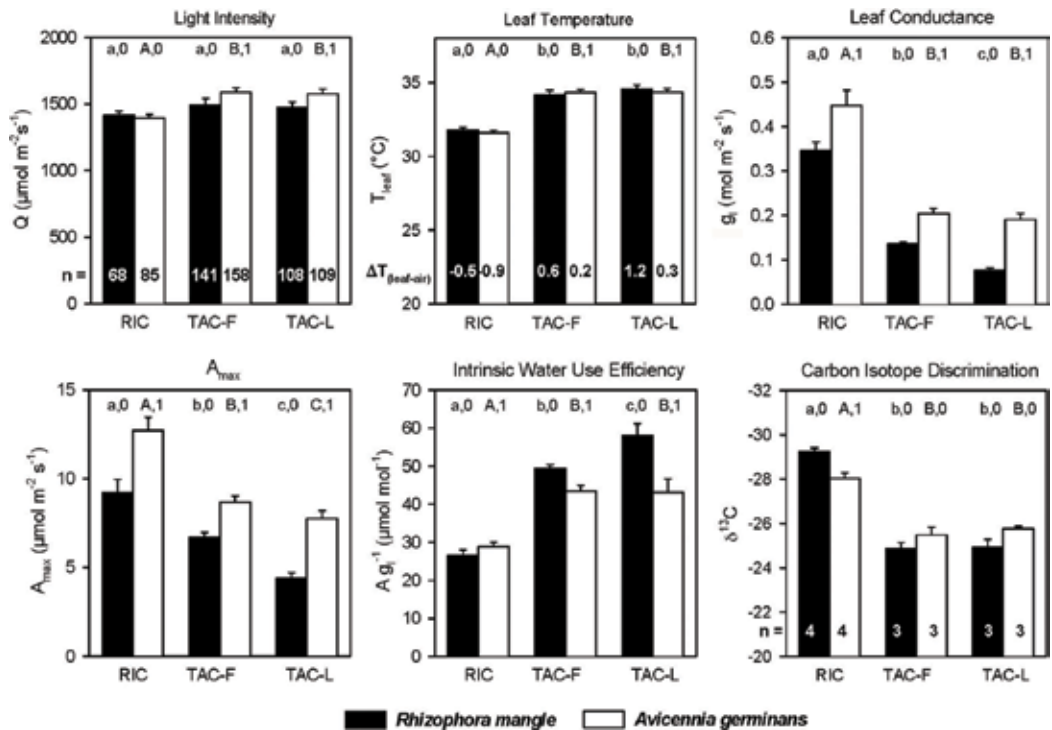 Light Intensity
Q (µmol m⁻²s⁻¹)
2000
1500
1000
500
0
a,0 A,0 a,0 B,1 a,0 B,1
n = 68 85 141 158 108 109
RIC TAC-F TAC-L
Leaf Temperature
T_leaf (°C)
35
30
25
20
a,0 A,0 b,0 B,1 b,0 B,1
ΔT(leaf-air) -0.5 -0.9 0.6 0.2 1.2 0.3
RIC TAC-F TAC-L
Leaf Conductance
gₗ (mol m⁻² s⁻¹)
0.6
0.5
0.4
0.3
0.2
0.1
0.0
a,0 A,1 b,0 B,1 c,0 B,1
RIC TAC-F TAC-L
A_max
A_max (µmol m⁻² s⁻¹)
15
10
5
0
a,0 A,1 b,0 B,1 c,0 C,1
RIC TAC-F TAC-L
Intrinsic Water Use Efficiency
A gₗ⁻¹ (µmol mol⁻¹)
70
60
50
40
30
20
10
0
a,0 A,1 b,0 B,1 c,0 B,1
RIC TAC-F TAC-L
Carbon Isotope Discrimination
δ¹³C
-32
-30
-28
-26
-24
-22
-20
a,0 A,1 b,0 B,0 b,0 B,0
n = 4 4 3 3 3 3
RIC TAC-F TAC-L
Rhizophora mangle Avicennia germinans